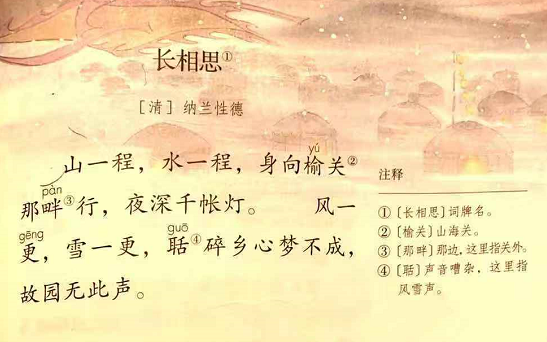 长相思①
[清] 纳兰性德
山一程，水一程，身向榆关②
那畔③行，夜深千帐灯。 风一
更，雪一更，聒④碎乡心梦不成，
故园无此声。
yú
pàn
gēng
guō
注释
①〔长相思〕词牌名。
②〔榆关〕山海关。
③〔那畔〕那边，这里指关外。
④〔聒〕声音嘈杂，这里指
风雪声。